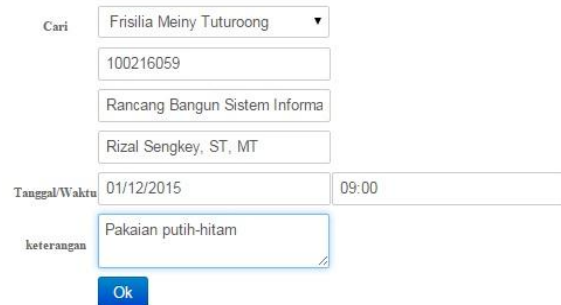 Cari Frisilia Meiny Tuturoong
100216059
Rancang Bangun Sistem Informa
Rizal Sengkey, ST, MT
Tanggal/Waktu 01/12/2015 09:00
keterangan Pakaian putih-hitam
Ok